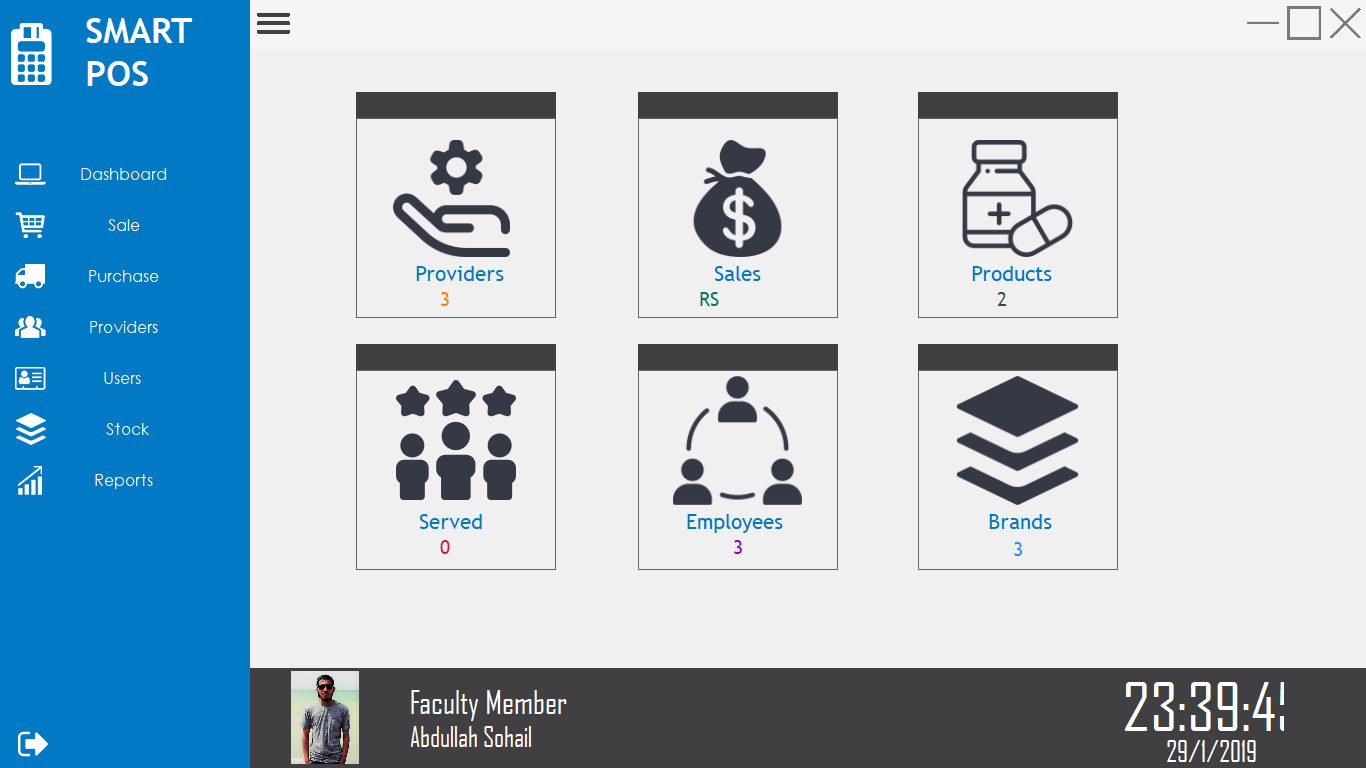 SMART
POS
Dashboard
Sale
Purchase
Providers
Users
Stock
Reports
Providers
3
Sales
RS
Products
2
Served
0
Employees
3
Brands
3
Faculty Member
Abdullah Sohail
23:39:4
29/1/2019